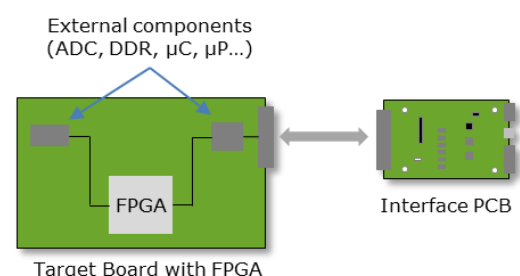 External components
(ADC, DDR, µC, µP...)
FPGA
Interface PCB
Target Board with FPGA